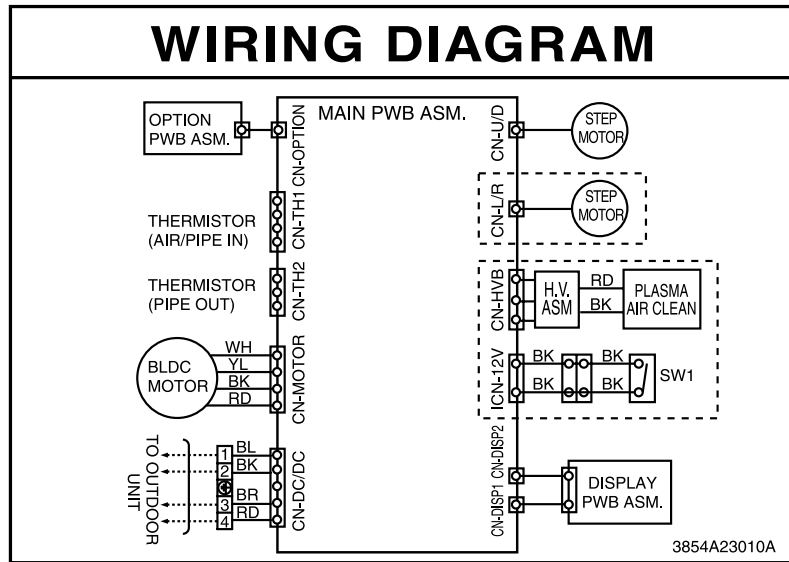 WIRING DIAGRAM
OPTION
PWB ASM.
CN-OPTION
MAIN PWB ASM.
CN-U/D
STEP
MOTOR
THERMISTOR
(AIR/PIPE IN)
CN-TH1
CN-L/R
STEP
MOTOR
THERMISTOR
(PIPE OUT)
CN-TH2
CN-HVB
H.V.
ASM
RD
BK
PLASMA
AIR CLEAN
BLDC
MOTOR
WH
YL
BK
RD
CN-MOTOR
ICN-12V
BK
BK
BK
BK
SW1
TO OUTDOOR
UNIT
1
2
3
4
BL
BK
BR
RD
CN-DC/DC
CN-DISP2
CN-DISP1
DISPLAY
PWB ASM.
3854A23010A